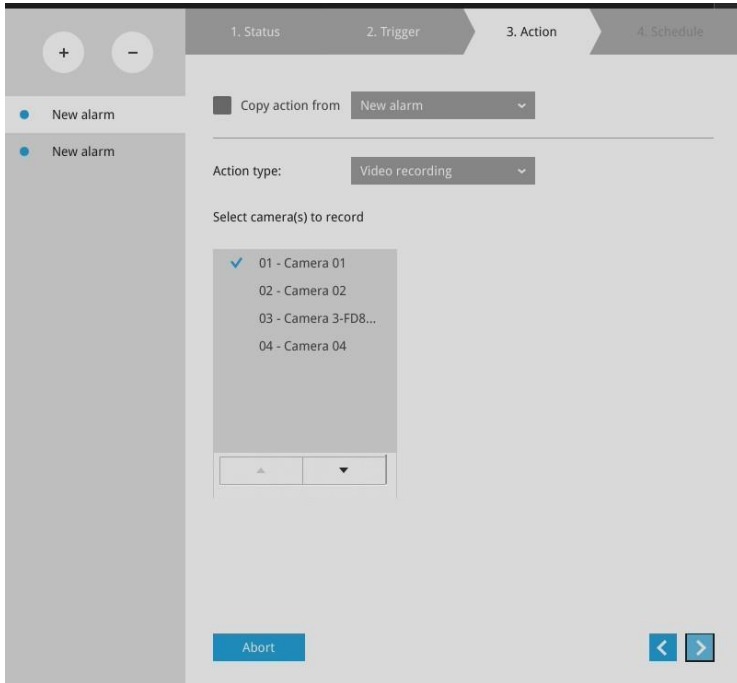 1. Status 2. Trigger 3. Action 4. Schedule
+ −
New alarm
New alarm
Copy action from New alarm
Action type: Video recording
Select camera(s) to record
01 - Camera 01
02 - Camera 02
03 - Camera 3-FD8...
04 - Camera 04
Abort